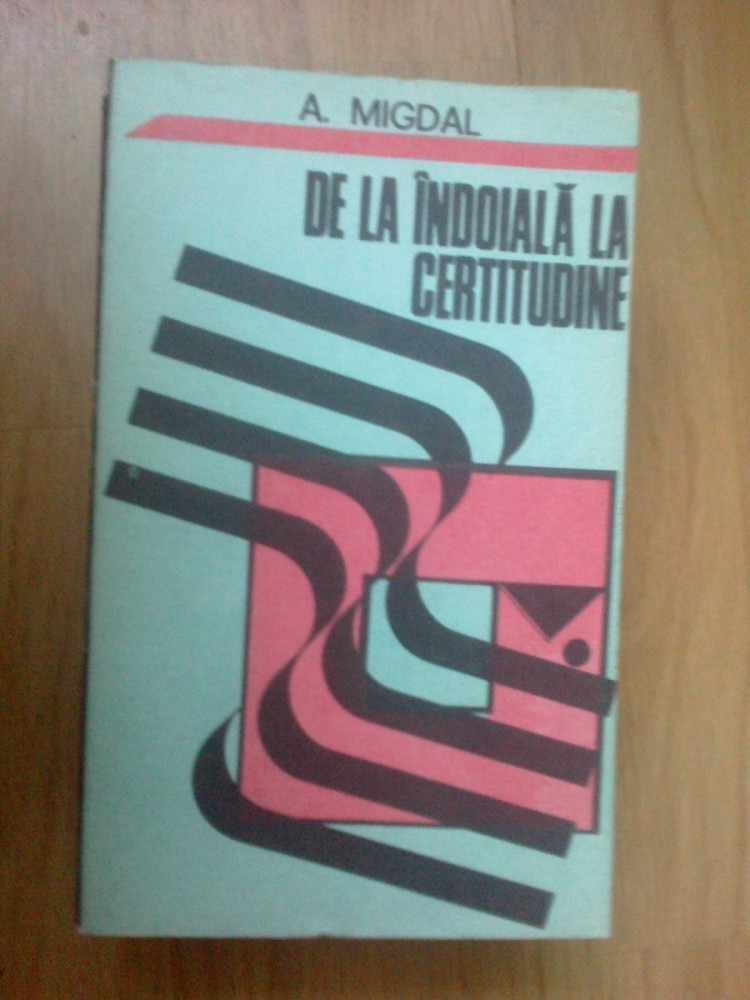 A. MIGDAL
DE LA ÎNDOIALĂ LA
CERTITUDINE